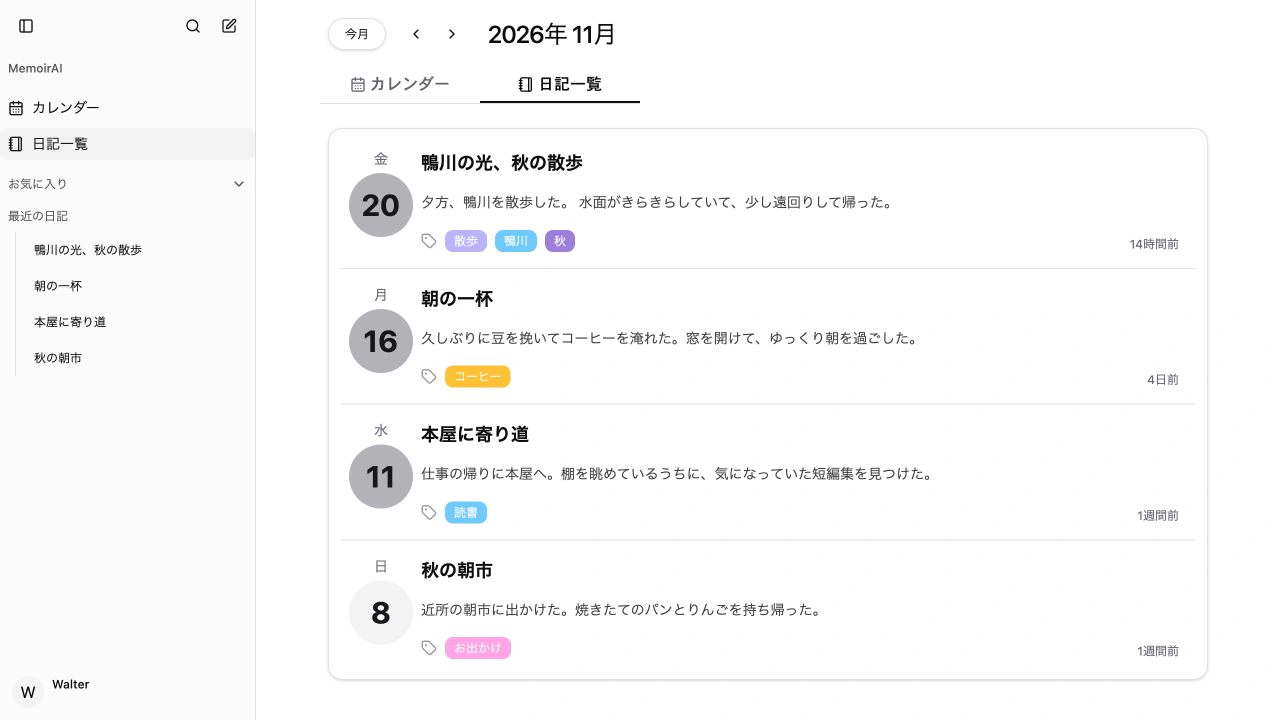 MemoirAI
カレンダー
日記一覧
お気に入り
最近の日記
鴨川の光、秋の散歩
朝の一杯
本屋に寄り道
秋の朝市
W
Walter
今月
2026年 11月
カレンダー
日記一覧
金
20
鴨川の光、秋の散歩
夕方、鴨川を散歩した。 水面がきらきらしていて、少し遠回りして帰った。
散歩 鴨川 秋
14時間前
月
16
朝の一杯
久しぶりに豆を挽いてコーヒーを淹れた。窓を開けて、ゆっくり朝を過ごした。
コーヒー
4日前
水
11
本屋に寄り道
仕事の帰りに本屋へ。棚を眺めているうちに、気になっていた短編集を見つけた。
読書
1週間前
日
8
秋の朝市
近所の朝市に出かけた。焼きたてのパンとりんごを持ち帰った。
お出かけ
1週間前